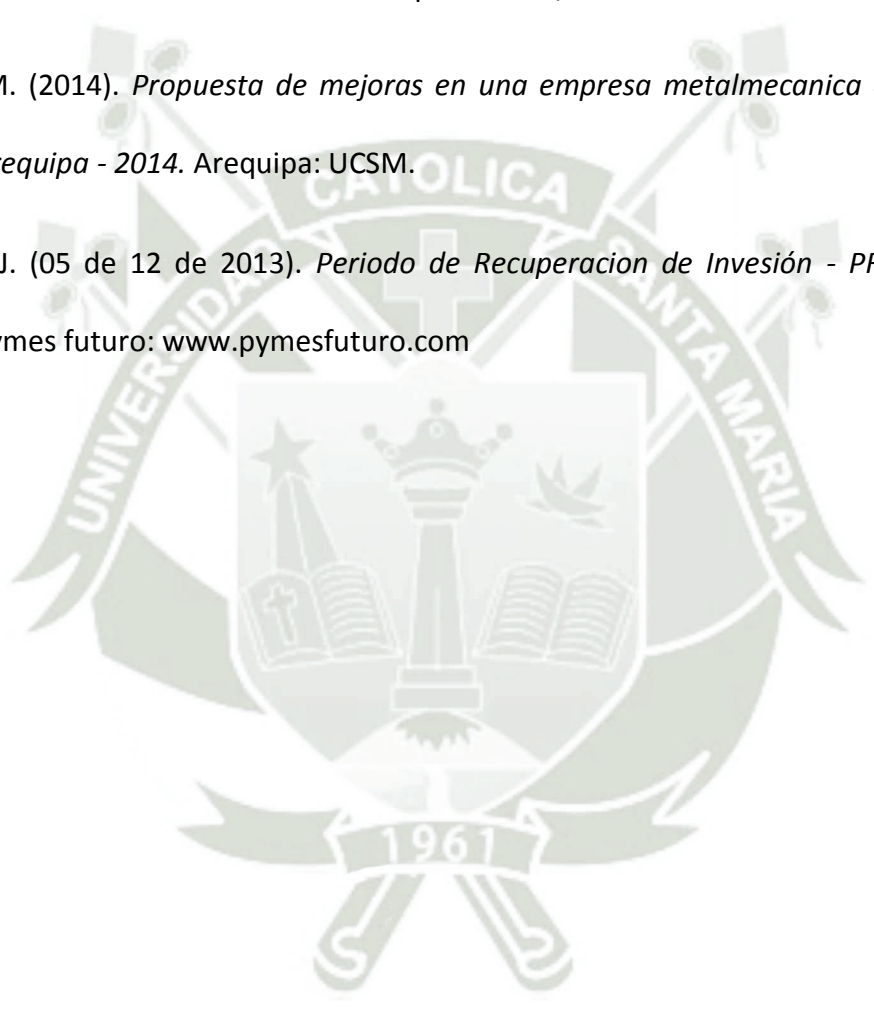 M. (2014). Propuesta de mejoras en una empresa metalmecanica
requipa - 2014. Arequipa: UCSM.
J. (05 de 12 de 2013). Periodo de Recuperacion de Invesión -
ymes futuro: www.pymesfuturo.com
CATOLICA
UNIVERSIDAD
SANTA MARIA
1961